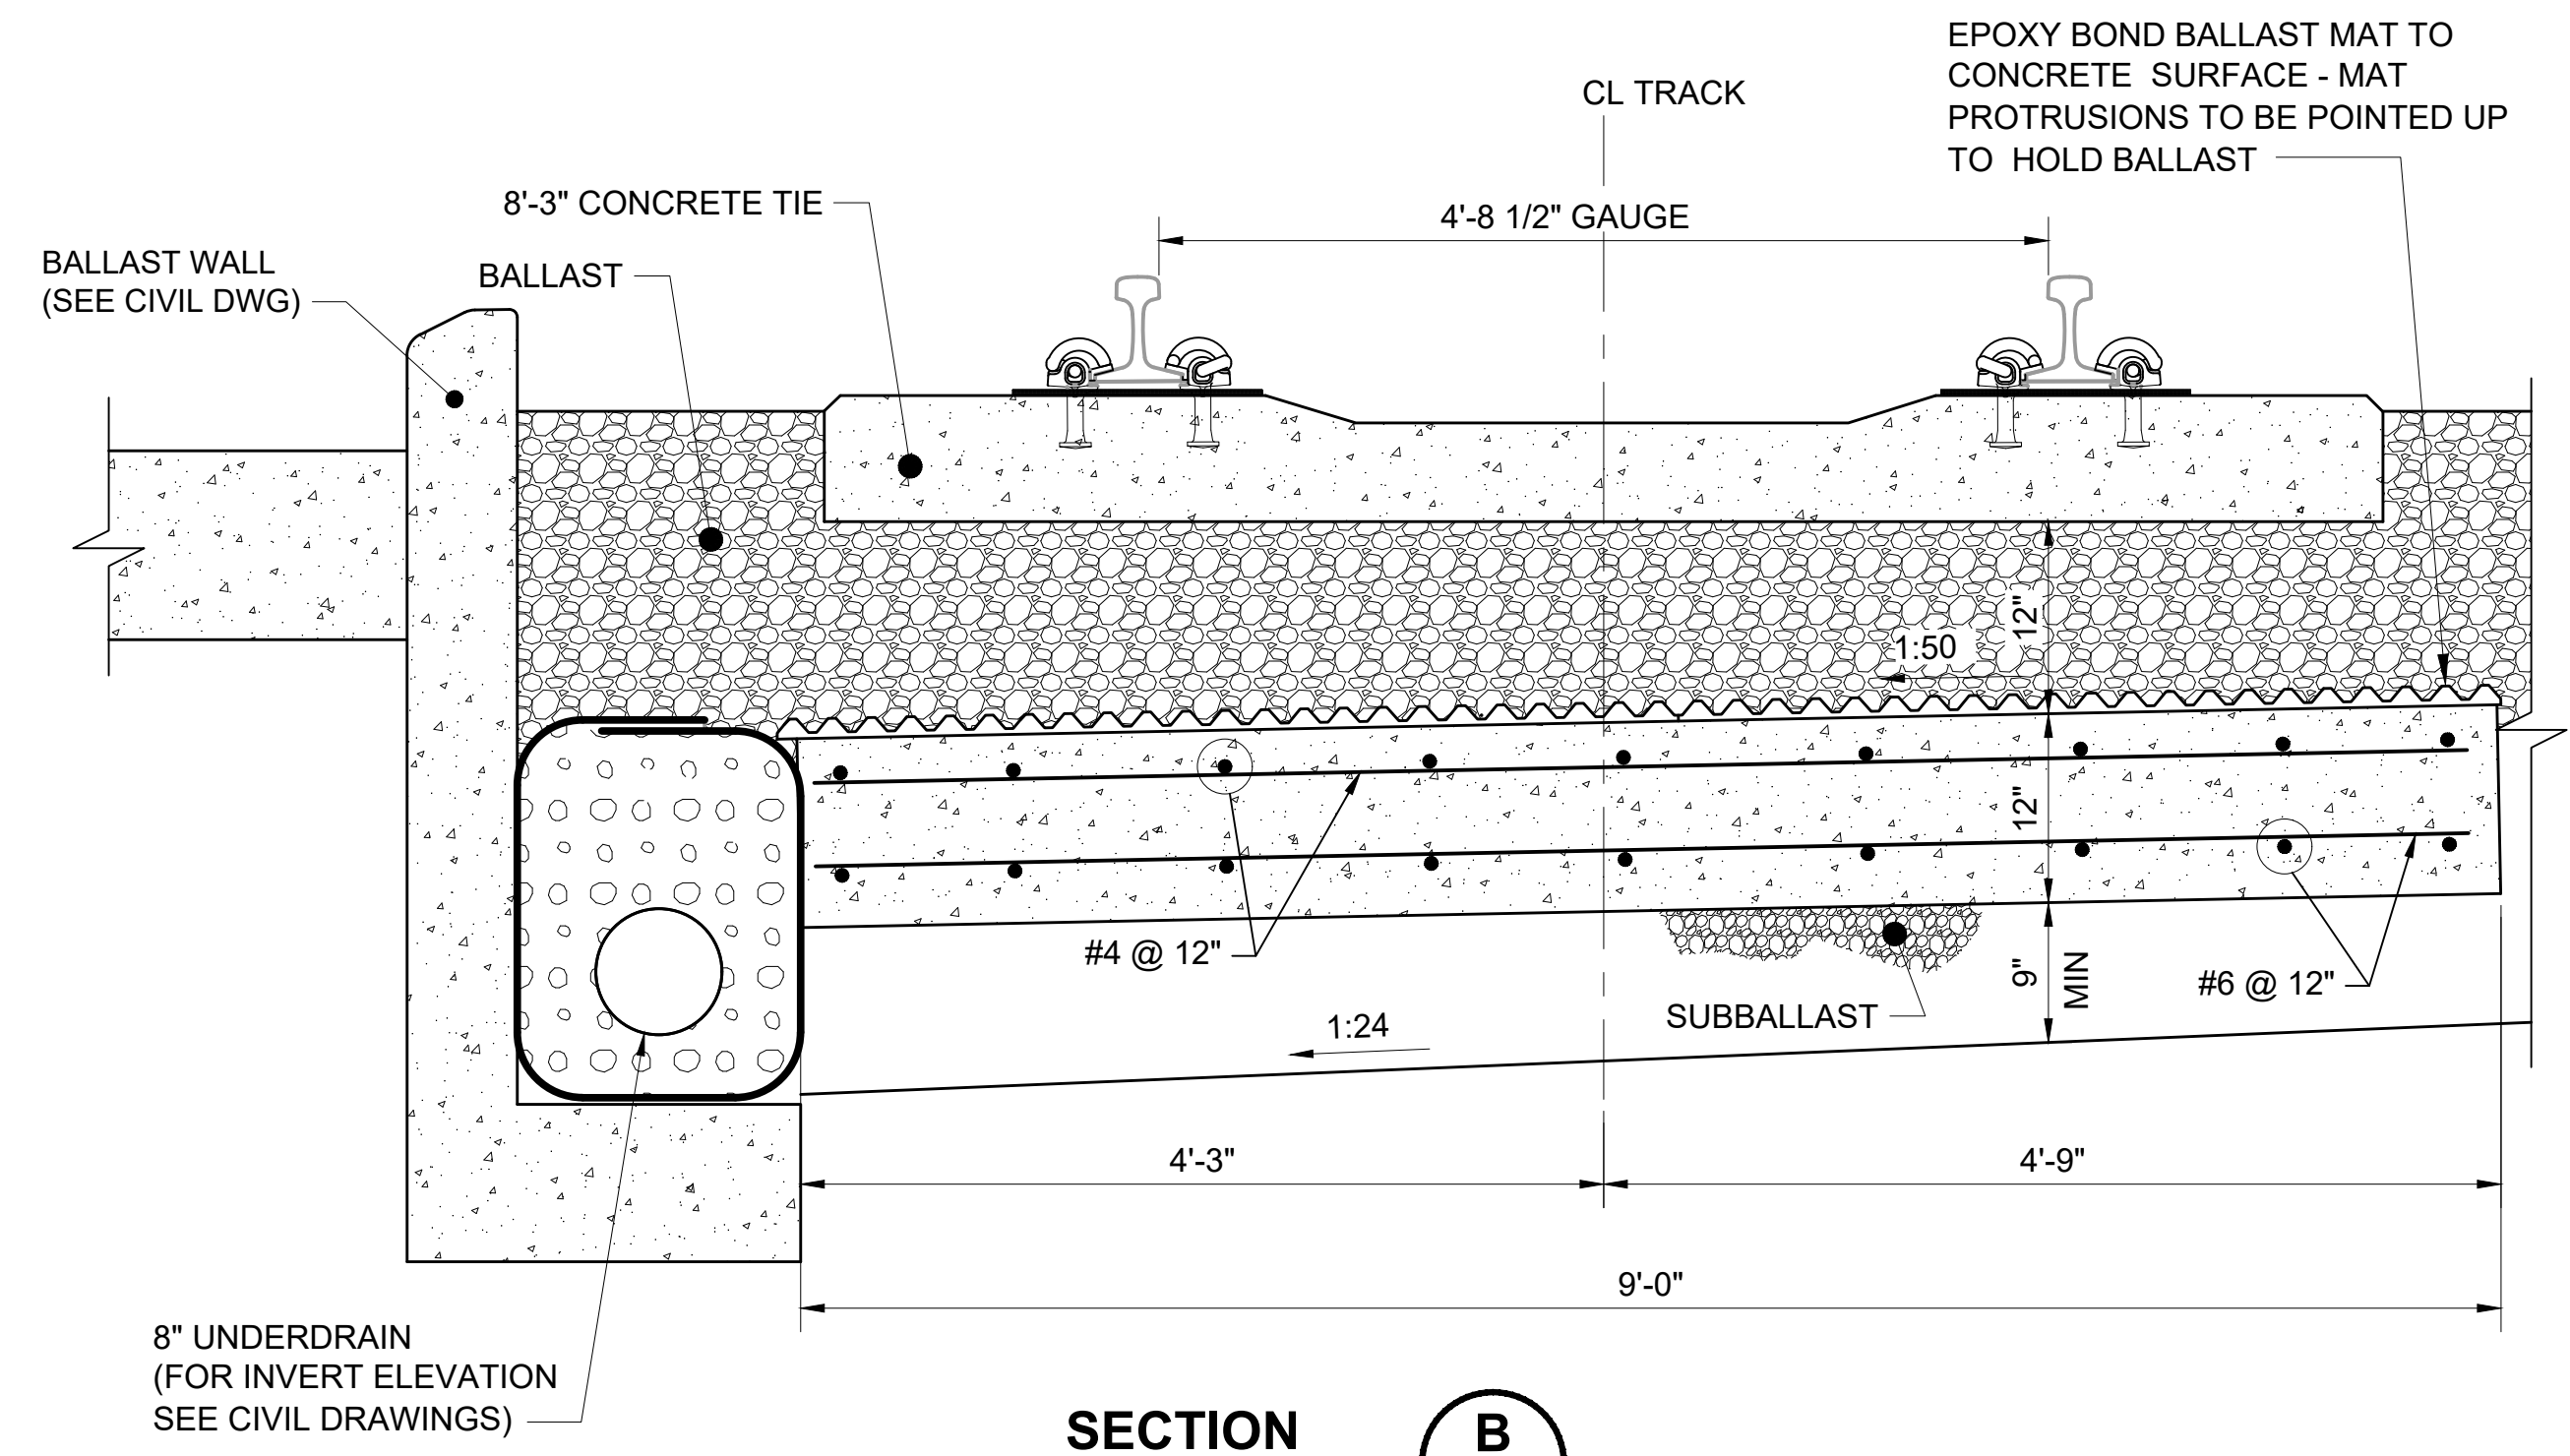 EPOXY BOND BALLAST MAT TO
CONCRETE SURFACE - MAT
PROTRUSIONS TO BE POINTED UP
TO HOLD BALLAST
CL TRACK
8'-3" CONCRETE TIE
4'-8 1/2" GAUGE
BALLAST WALL
(SEE CIVIL DWG)
BALLAST
12"
1:50
12"
#4 @ 12"
9"
MIN
#6 @ 12"
SUBBALLAST
1:24
4'-3"
4'-9"
9'-0"
8" UNDERDRAIN
(FOR INVERT ELEVATION
SEE CIVIL DRAWINGS)
SECTION
B